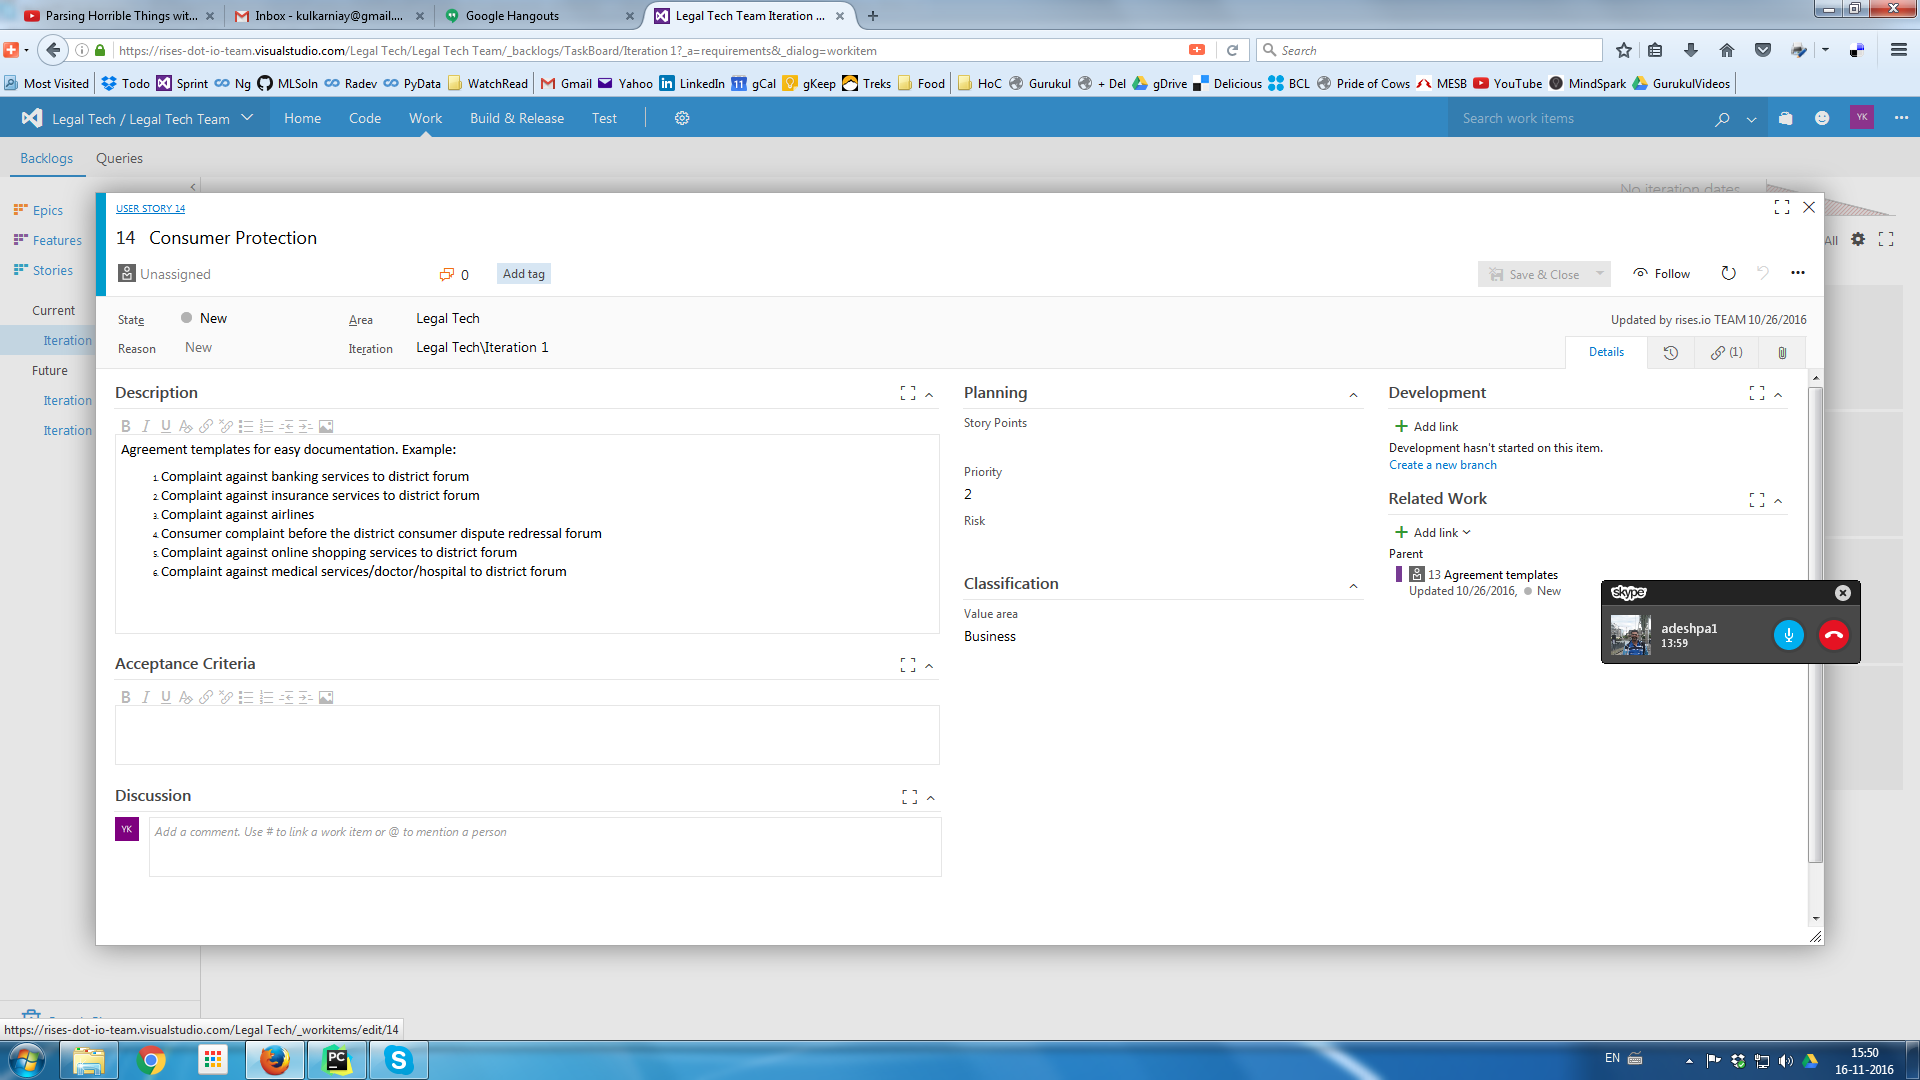 Parsing Horrible Things wit...
Inbox - kulkarniay@gmail....
Google Hangouts
Legal Tech Team Iteration ...
https://rises-dot-io-team.visualstudio.com/Legal Tech/Legal Tech Team/_backlogs/TaskBoard/Iteration 1?_a=requirements&_dialog=workitem
Search
Most Visited Todo Sprint Ng MLSoln Radev PyData WatchRead Gmail Yahoo LinkedIn gCal gKeep Treks Food HoC Gurukul + Del gDrive Delicious BCL Pride of Cows MESB YouTube MindSpark GurukulVideos
Legal Tech / Legal Tech Team Home Code Work Build & Release Test Search work items YK
Backlogs Queries
No iteration dates
USER STORY 14
Epics
14 Consumer Protection
Features
All
Stories
Unassigned 0 Add tag Save & Close Follow
Current
State New Area Legal Tech Updated by rises.io TEAM 10/26/2016
Iteration
Reason New Iteration Legal Tech\Iteration 1
Details (1)
Future
Iteration
Iteration
Description
Agreement templates for easy documentation. Example:
1. Complaint against banking services to district forum
2. Complaint against insurance services to district forum
3. Complaint against airlines
4. Consumer complaint before the district consumer dispute redressal forum
5. Complaint against online shopping services to district forum
6. Complaint against medical services/doctor/hospital to district forum
Acceptance Criteria
Discussion
YK
Add a comment. Use # to link a work item or @ to mention a person
Planning
Story Points
Priority
2
Risk
Classification
Value area
Business
Development
Add link
Development hasn't started on this item.
Create a new branch
Related Work
Add link
Parent
13 Agreement templates
Updated 10/26/2016, New
skype
adeshpa1
13:59
https://rises-dot-io-team.visualstudio.com/Legal Tech/_workitems/edit/14
PC
EN
15:50
16-11-2016